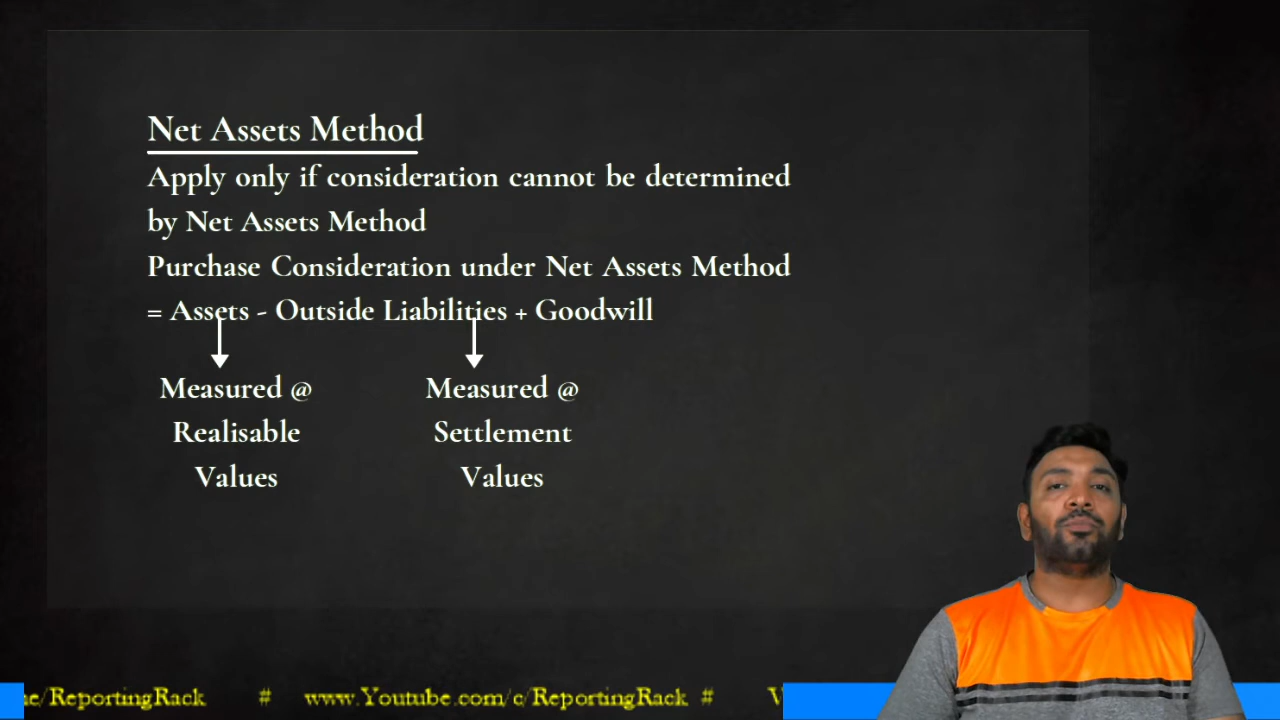 Net Assets Method
Apply only if consideration cannot be determined
by Net Assets Method
Purchase Consideration under Net Assets Method
= Assets - Outside Liabilities + Goodwill
Measured @
Realisable
Values
Measured @
Settlement
Values
/ReportingRack # www.Youtube.com/c/ReportingRack #